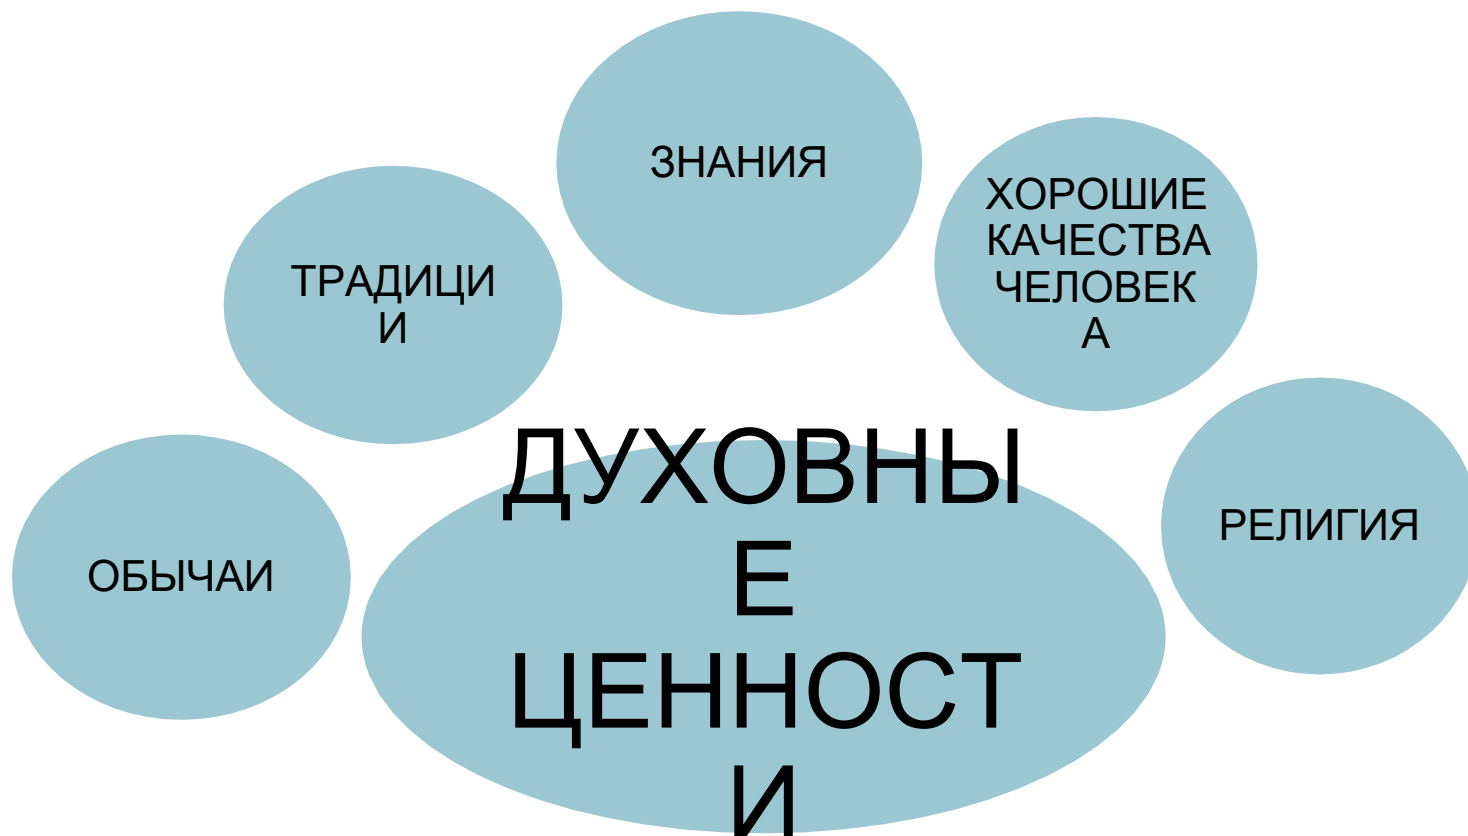 ЗНАНИЯ
ХОРОШИЕ
КАЧЕСТВА
ЧЕЛОВЕК
А
ТРАДИЦИ
И
ДУХОВНЫ
Е
ЦЕННОСТ
И
РЕЛИГИЯ
ОБЫЧАИ